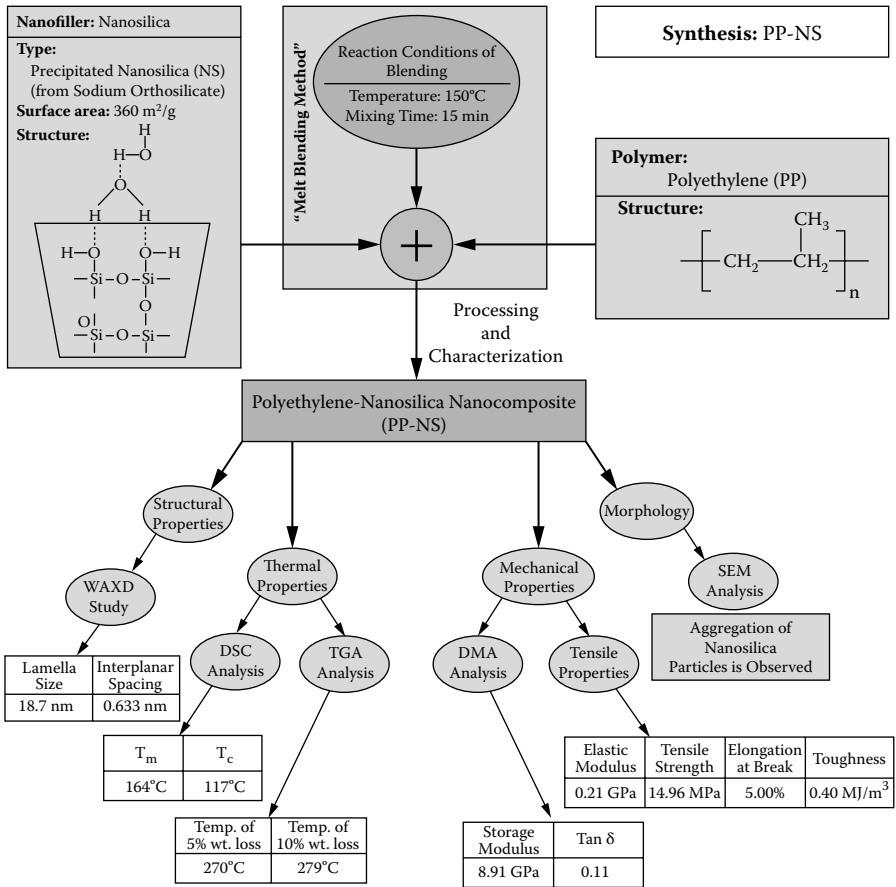 Nanofiller: Nanosilica
Type:
Precipitated Nanosilica (NS)
(from Sodium Orthosilicate)
Surface area: 360 m²/g
Structure:
H
H—O
O
H H
H—O O—H
—Si—O—Si—
O
O
—Si—O—Si—
"Melt Blending Method"
Reaction Conditions of
Blending
Temperature: 150°C
Mixing Time: 15 min
+
Synthesis: PP-NS
Polymer:
Polyethylene (PP)
Structure:
CH₃
CH₂ CH₂
n
Processing
and
Characterization
Polyethylene-Nanosilica Nanocomposite
(PP-NS)
Structural
Properties
WAXD
Study
Lamella
Size
Interplanar
Spacing
18.7 nm 0.633 nm
Thermal
Properties
DSC
Analysis
Tm Tc
164°C 117°C
TGA
Analysis
Temp. of
5% wt. loss
Temp. of
10% wt. loss
270°C 279°C
Mechanical
Properties
DMA
Analysis
Storage
Modulus
Tan δ
8.91 GPa 0.11
Tensile
Properties
Elastic
Modulus
Tensile
Strength
Elongation
at Break
Toughness
0.21 GPa 14.96 MPa 5.00% 0.40 MJ/m³
Morphology
SEM
Analysis
Aggregation of
Nanosilica
Particles is Observed